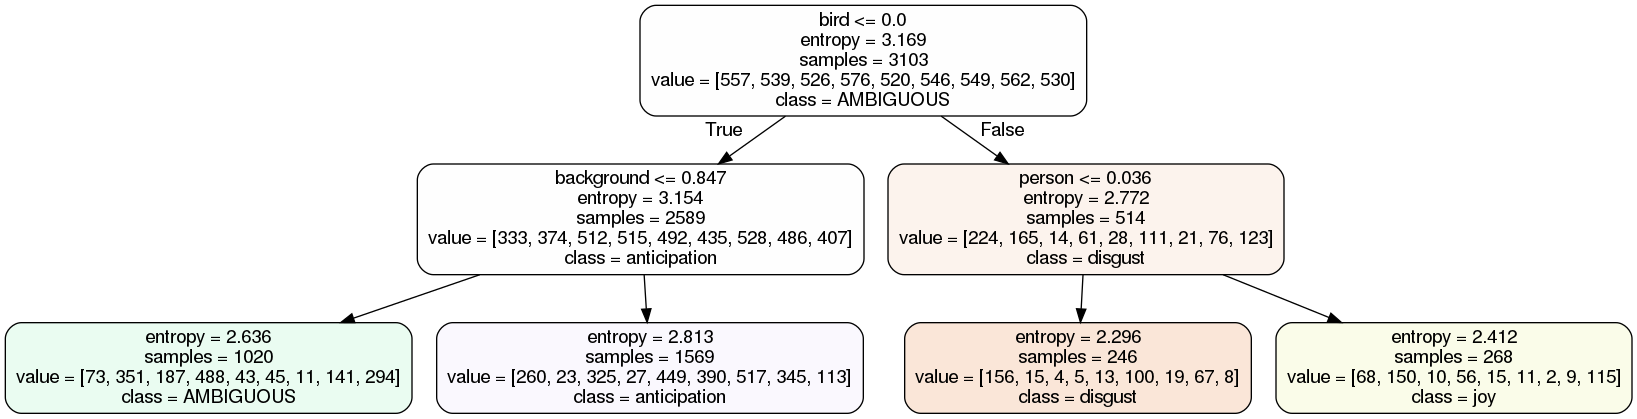 bird <= 0.0
entropy = 3.169
samples = 3103
value = [557, 539, 526, 576, 520, 546, 549, 562, 530]
class = AMBIGUOUS
True
False
background <= 0.847
entropy = 3.154
samples = 2589
value = [333, 374, 512, 515, 492, 435, 528, 486, 407]
class = anticipation
person <= 0.036
entropy = 2.772
samples = 514
value = [224, 165, 14, 61, 28, 111, 21, 76, 123]
class = disgust
entropy = 2.636
samples = 1020
value = [73, 351, 187, 488, 43, 45, 11, 141, 294]
class = AMBIGUOUS
entropy = 2.813
samples = 1569
value = [260, 23, 325, 27, 449, 390, 517, 345, 113]
class = anticipation
entropy = 2.296
samples = 246
value = [156, 15, 4, 5, 13, 100, 19, 67, 8]
class = disgust
entropy = 2.412
samples = 268
value = [68, 150, 10, 56, 15, 11, 2, 9, 115]
class = joy